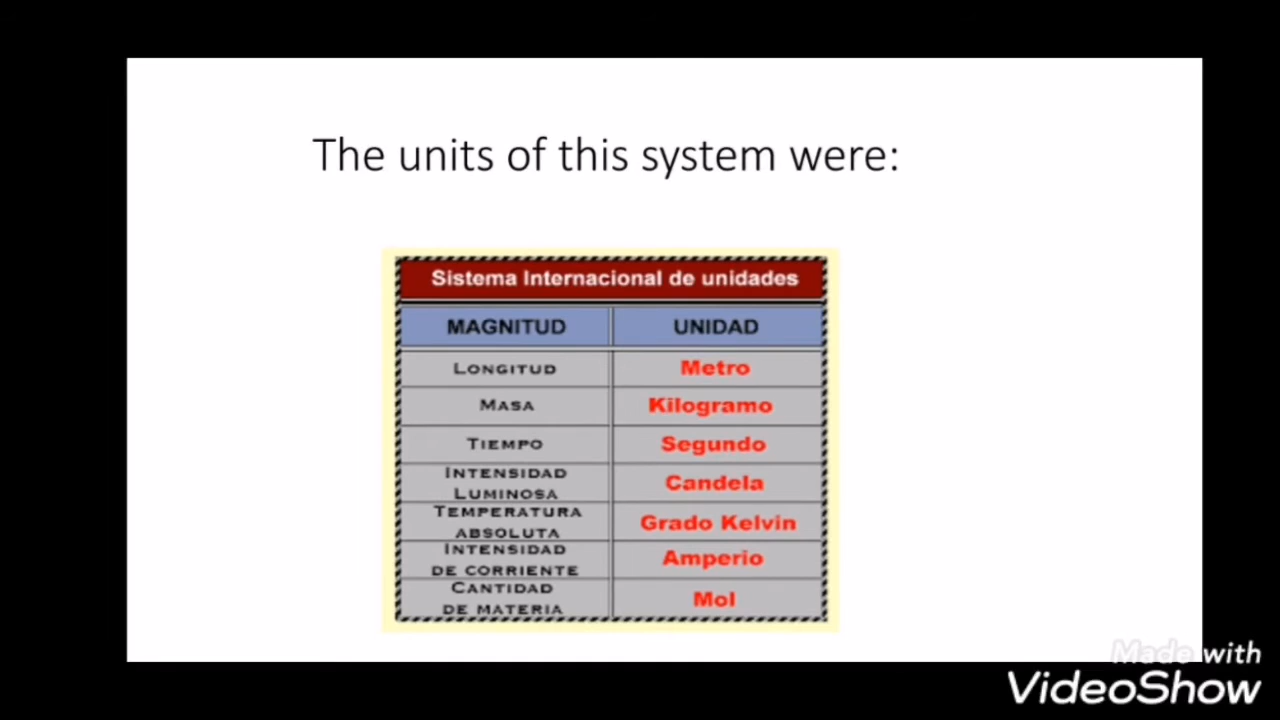 The units of this system were:
Sistema Internacional de unidades
MAGNITUD UNIDAD
LONGITUD Metro
MASA Kilogramo
TIEMPO Segundo
INTENSIDAD
LUMINOSA Candela
TEMPERATURA
ABSOLUTA Grado Kelvin
INTENSIDAD
DE CORRIENTE Amperio
CANTIDAD
DE MATERIA Mol
Made with
VideoShow